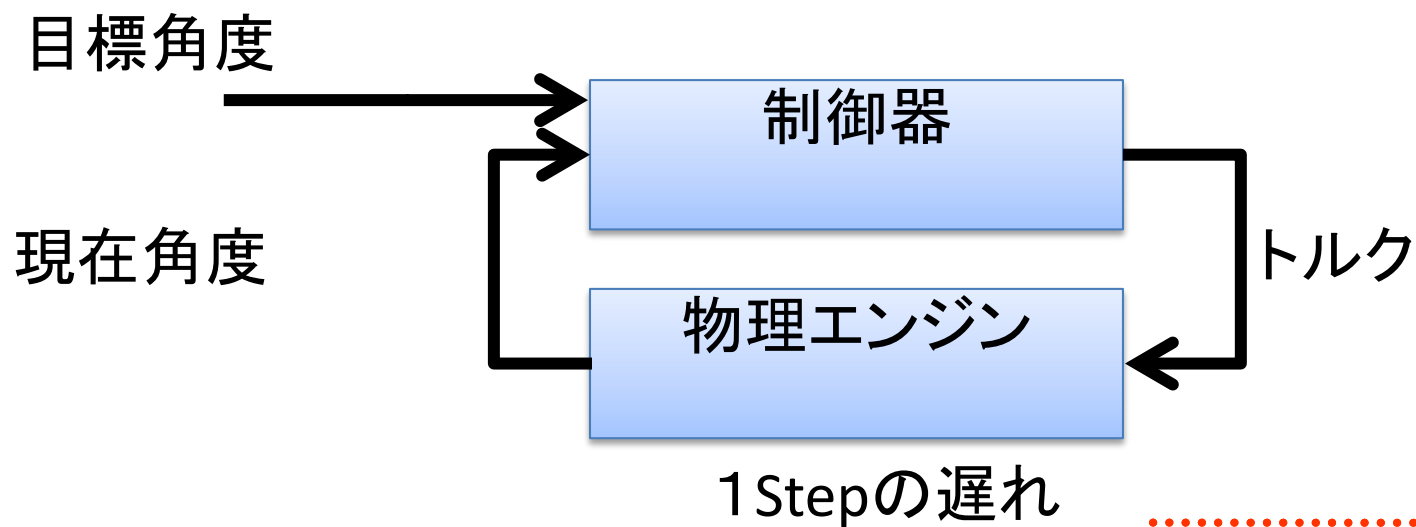 目標角度
制御器
現在角度
トルク
物理エンジン
1Stepの遅れ